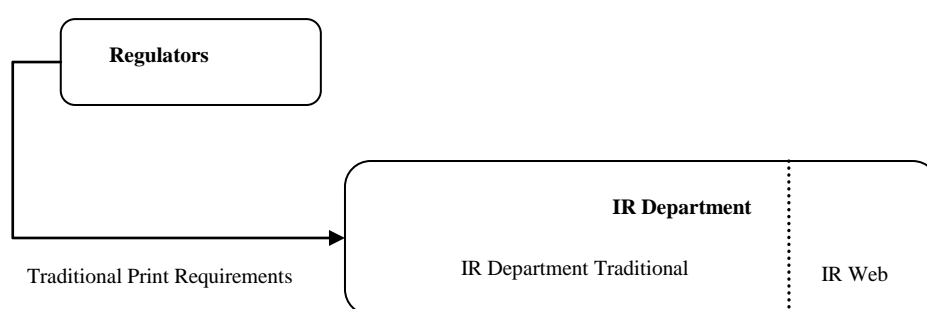 Regulators
IR Department
IR Department Traditional
IR Web
Traditional Print Requirements